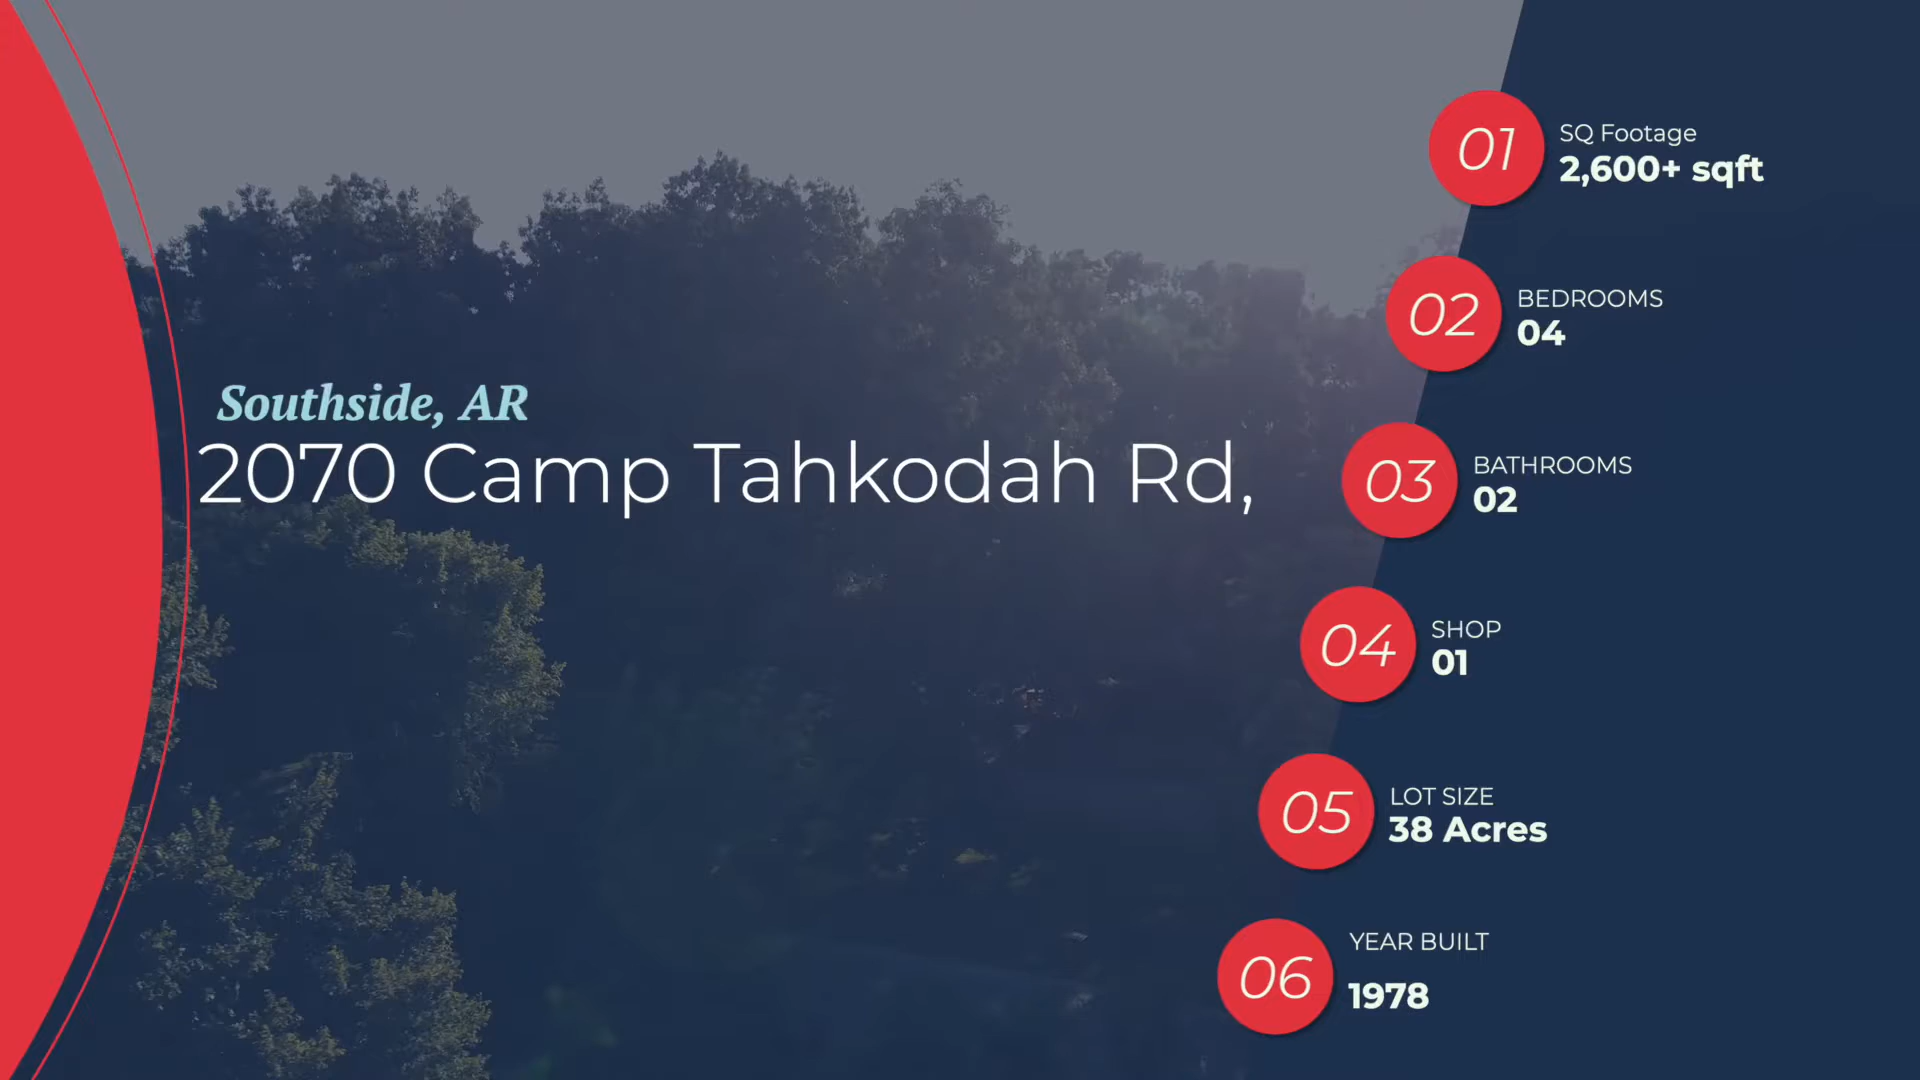 Southside, AR
2070 Camp Tahkodah Rd,
01
SQ Footage
2,600+ sqft
02
BEDROOMS
04
03
BATHROOMS
02
04
SHOP
01
05
LOT SIZE
38 Acres
06
YEAR BUILT
1978